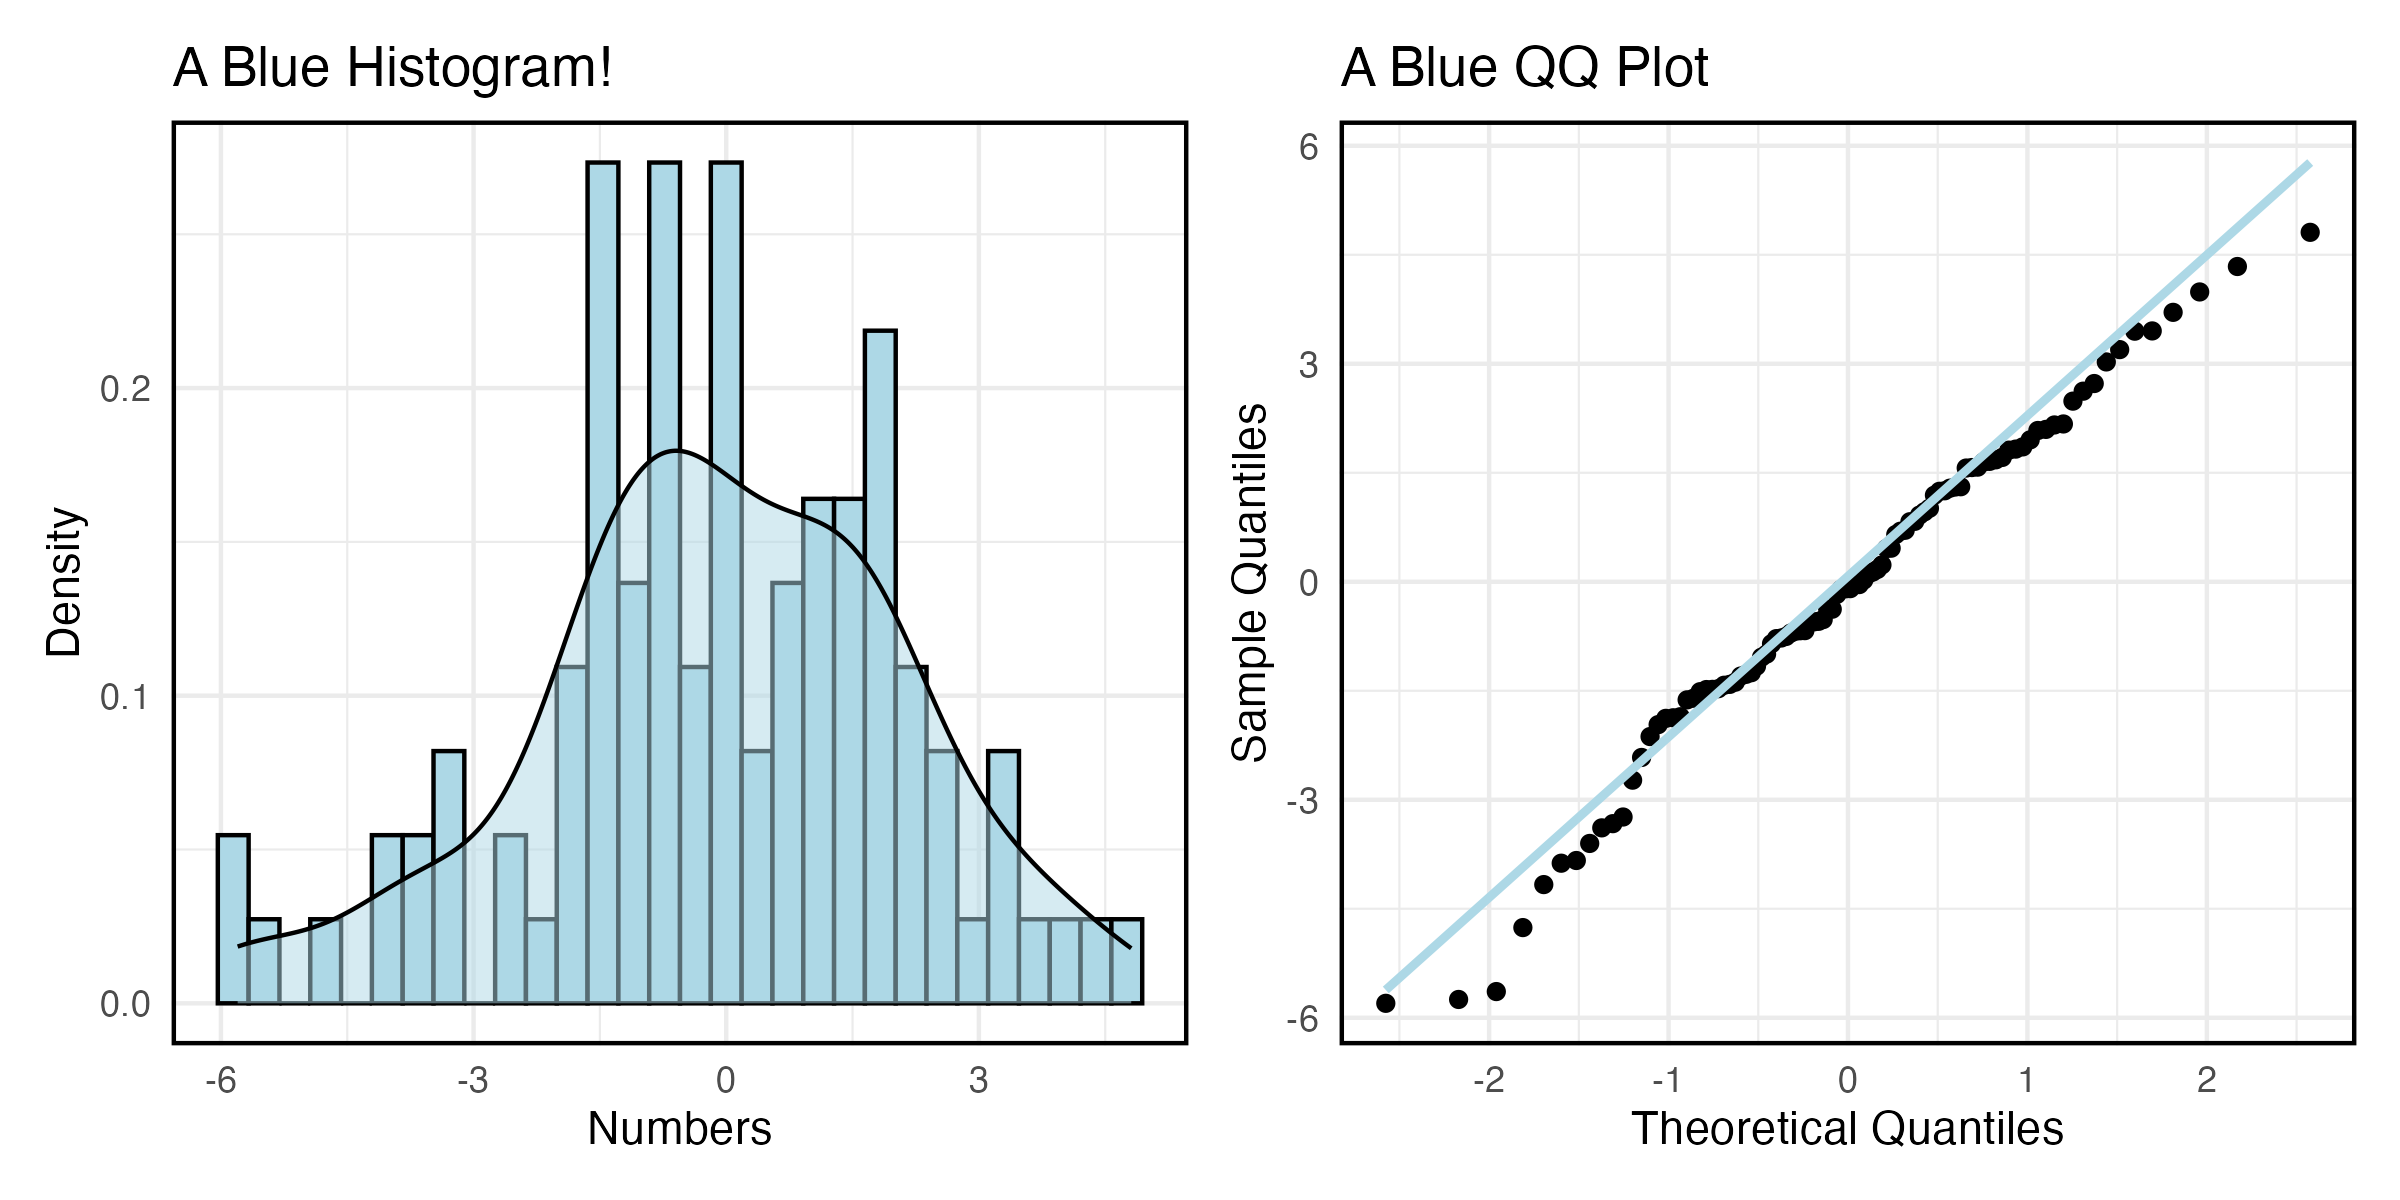 A Blue Histogram!
0.2
0.1
0.0
Density
-6 -3 0 3
Numbers
A Blue QQ Plot
6
3
0
-3
-6
Sample Quantiles
-2 -1 0 1 2
Theoretical Quantiles